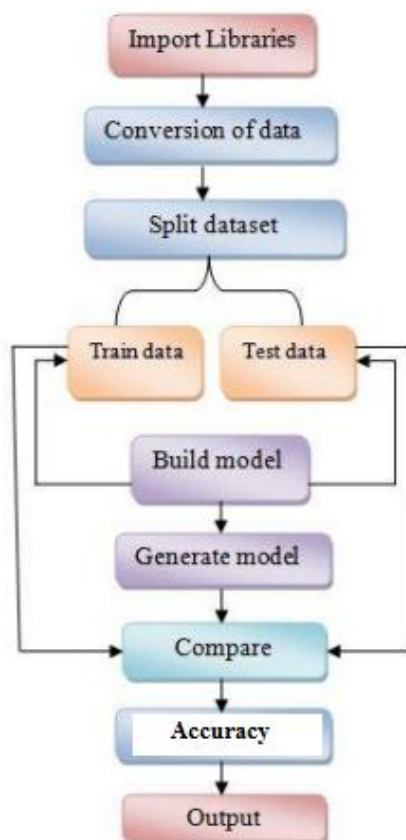 Import Libraries
Conversion of data
Split dataset
Train data
Test data
Build model
Generate model
Compare
Accuracy
Output